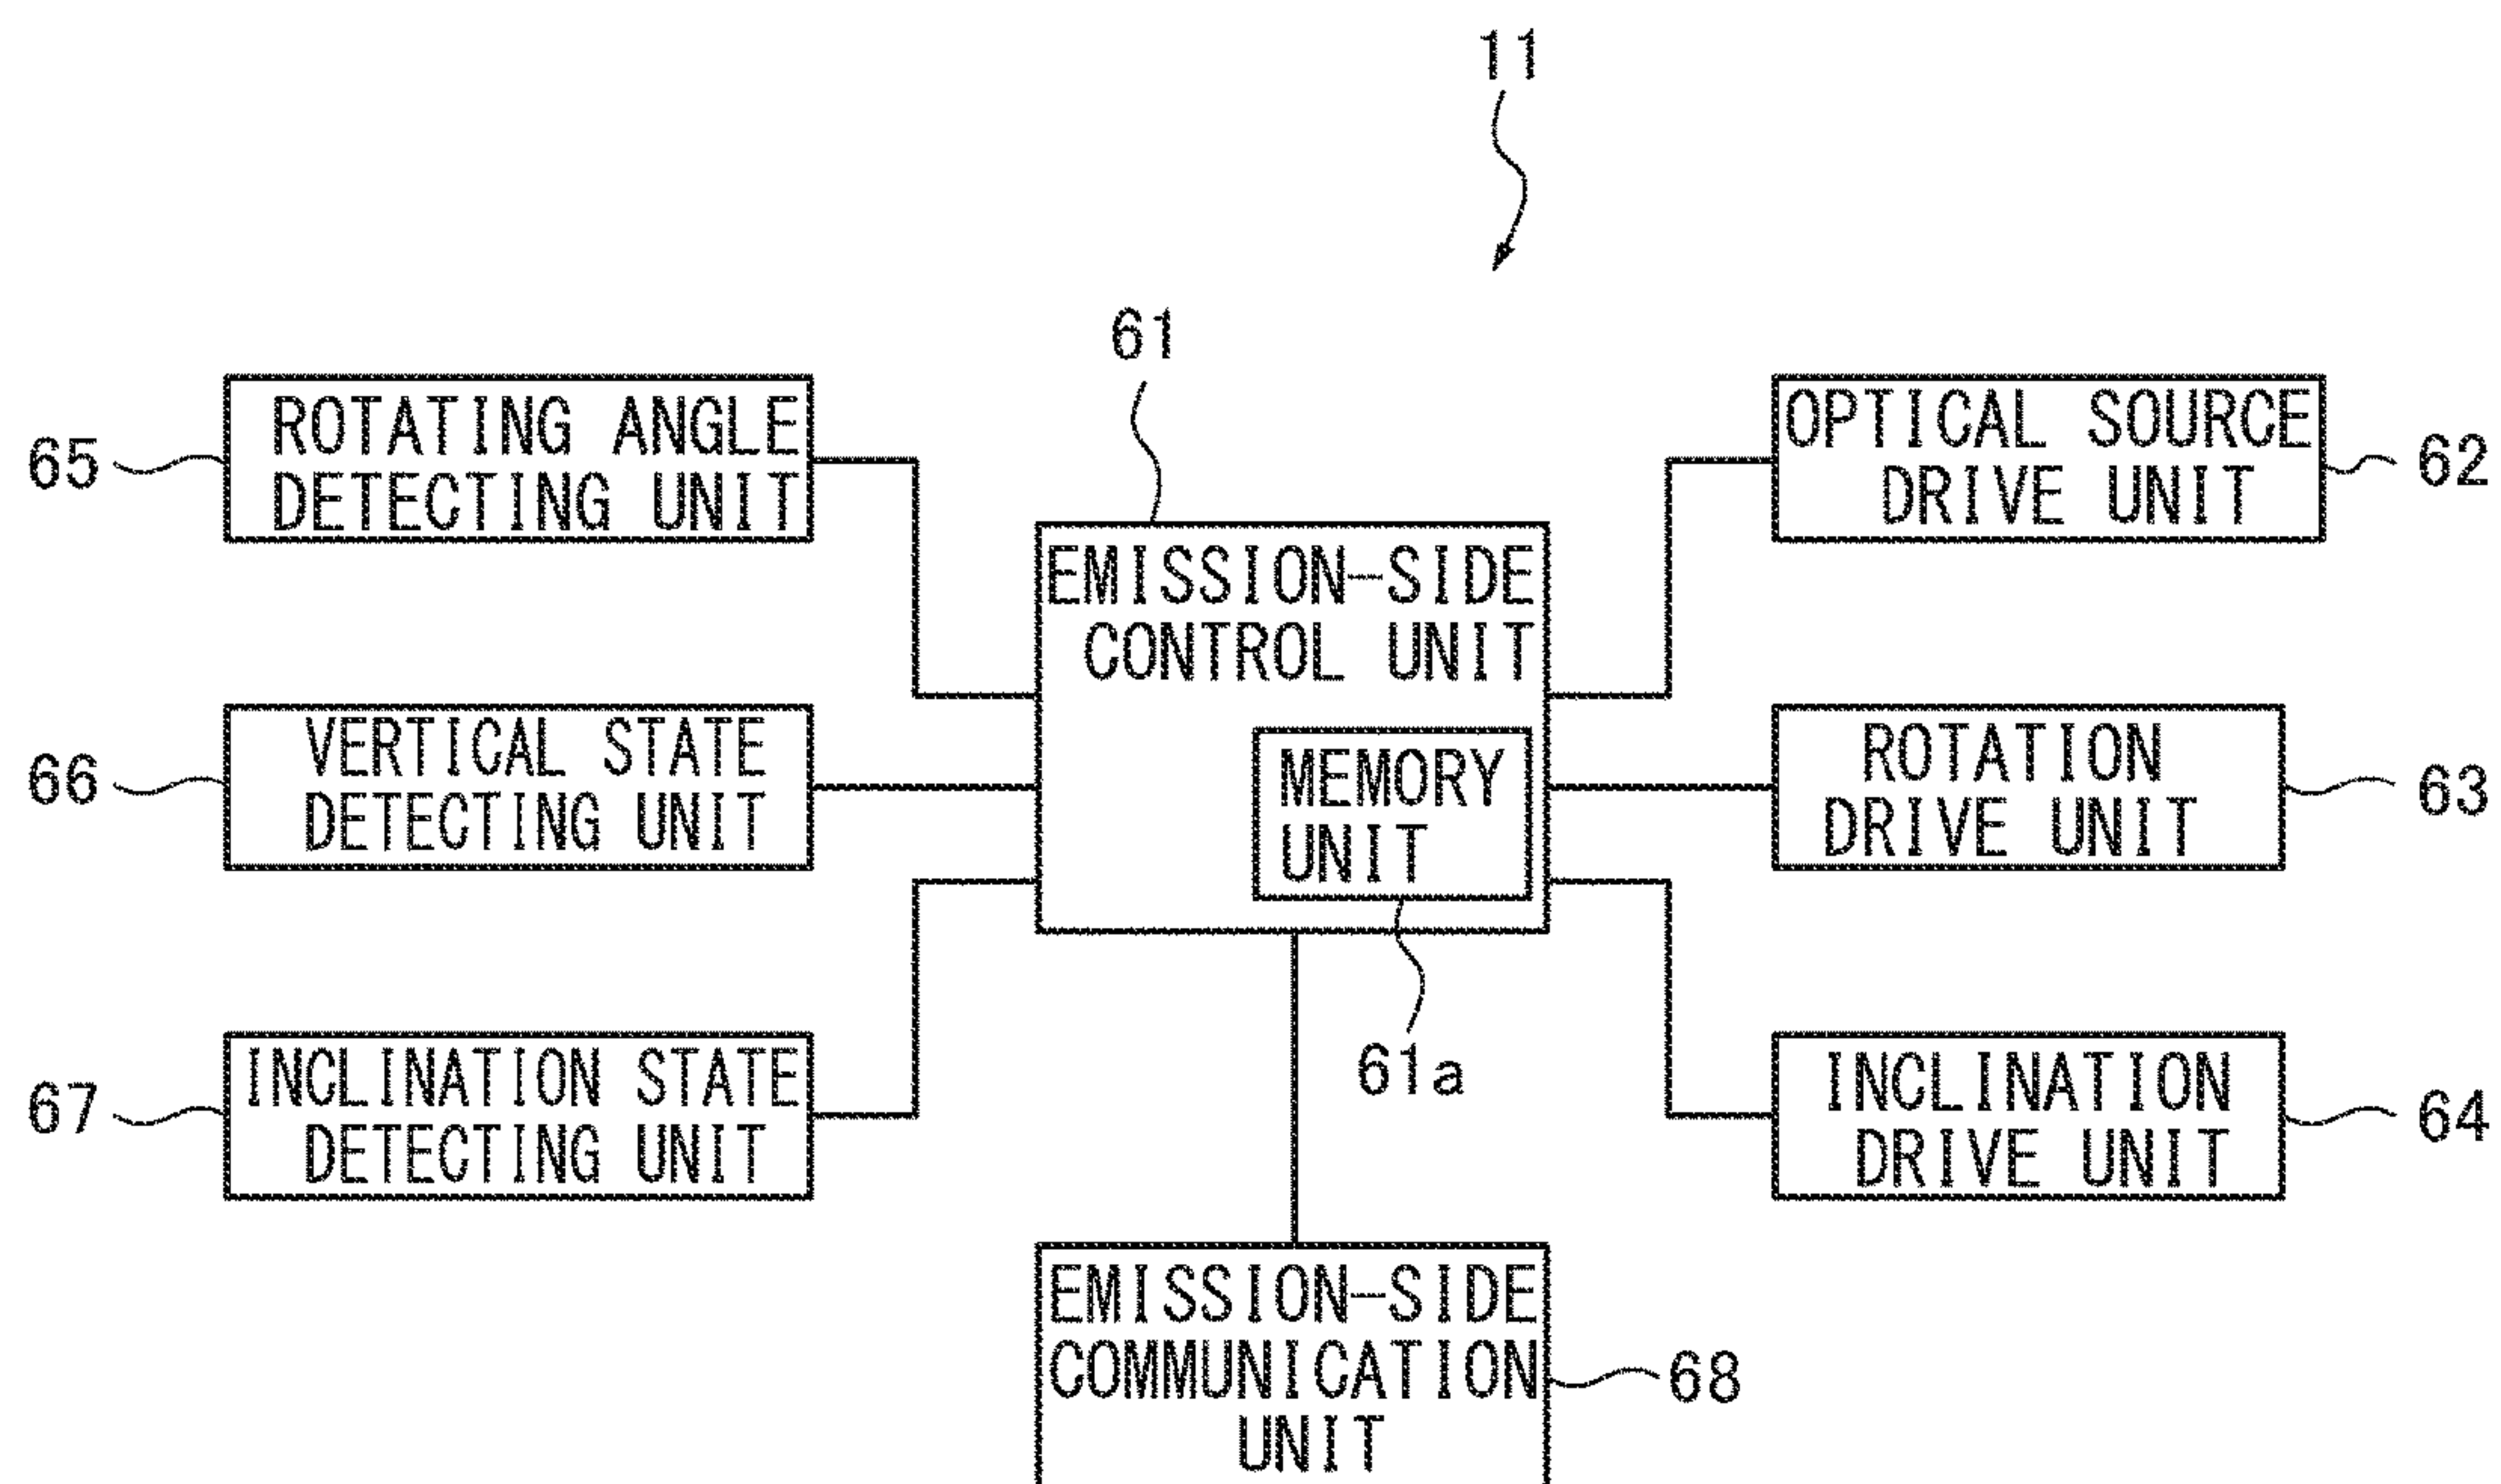 11
61
65
ROTATING ANGLE
DETECTING UNIT
OPTICAL SOURCE
DRIVE UNIT
62
EMISSION-SIDE
CONTROL UNIT
66
VERTICAL STATE
DETECTING UNIT
MEMORY
UNIT
ROTATION
DRIVE UNIT
63
67
INCLINATION STATE
DETECTING UNIT
61a
INCLINATION
DRIVE UNIT
64
EMISSION-SIDE
COMMUNICATION
UNIT
68